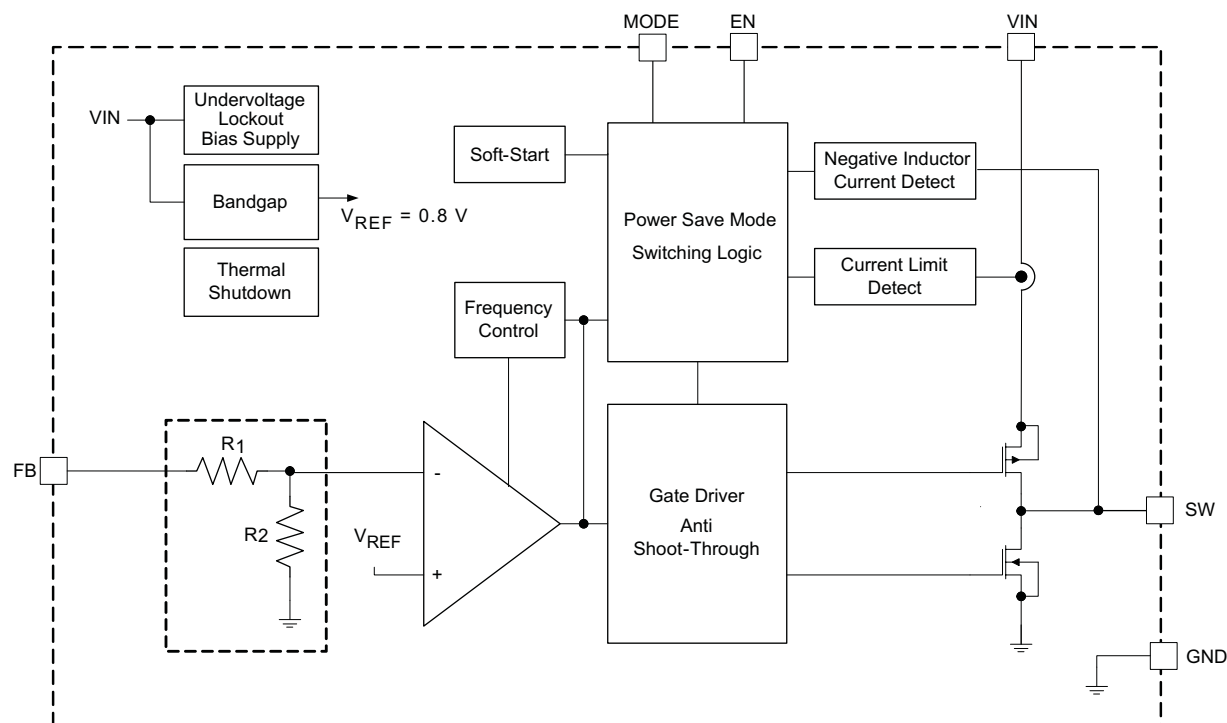 MODE
EN
VIN
VIN
Undervoltage
Lockout
Bias Supply
Bandgap
VREF = 0.8 V
Thermal
Shutdown
Soft-Start
Power Save Mode
Switching Logic
Negative Inductor
Current Detect
Current Limit
Detect
Frequency
Control
FB
R1
R2
-
VREF
+
Gate Driver
Anti
Shoot-Through
SW
GND